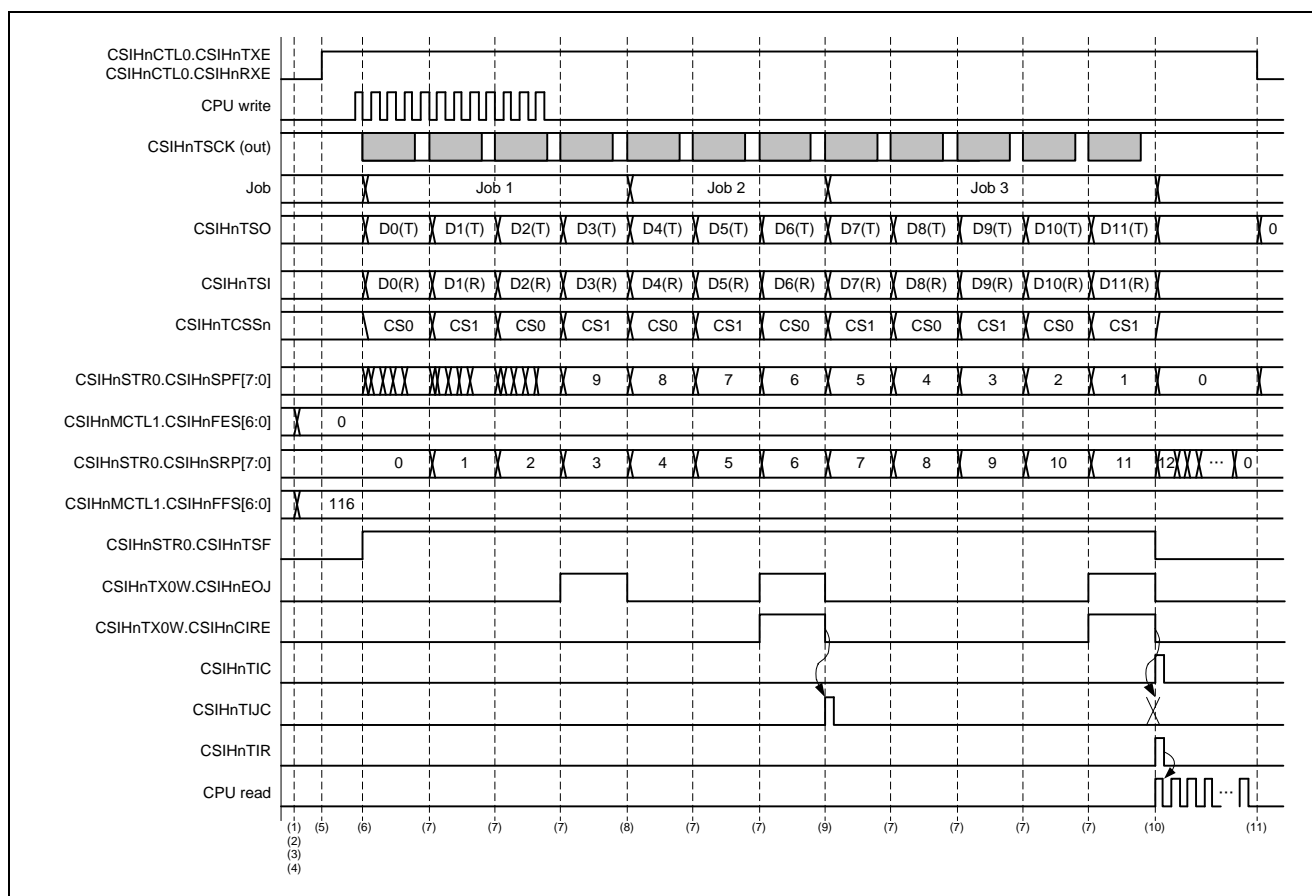 CSIHnCTL0.CSIHnTXE
CSIHnCTL0.CSIHnRXE
CPU write
CSIHnTSCK (out)
Job Job 1 Job 2 Job 3
CSIHnTSO D0(T) D1(T) D2(T) D3(T) D4(T) D5(T) D6(T) D7(T) D8(T) D9(T) D10(T) D11(T) 0
CSIHnTSI D0(R) D1(R) D2(R) D3(R) D4(R) D5(R) D6(R) D7(R) D8(R) D9(R) D10(R) D11(R)
CSIHnTCSSn CS0 CS1 CS0 CS1 CS0 CS1 CS0 CS1 CS0 CS1 CS0 CS1
CSIHnSTR0.CSIHnSPF[7:0] 9 8 7 6 5 4 3 2 1 0
CSIHnMCTL1.CSIHnFES[6:0] 0
CSIHnSTR0.CSIHnSRP[7:0] 0 1 2 3 4 5 6 7 8 9 10 11 12 ... 0
CSIHnMCTL1.CSIHnFFS[6:0] 116
CSIHnSTR0.CSIHnTSF
CSIHnTX0W.CSIHnEOJ
CSIHnTX0W.CSIHnCIRE
CSIHnTIC
CSIHnTIJC
CSIHnTIR
CPU read ...
(1) (5) (6) (7) (7) (7) (8) (7) (7) (9) (7) (7) (7) (7) (10) (11)
(2)
(3)
(4)